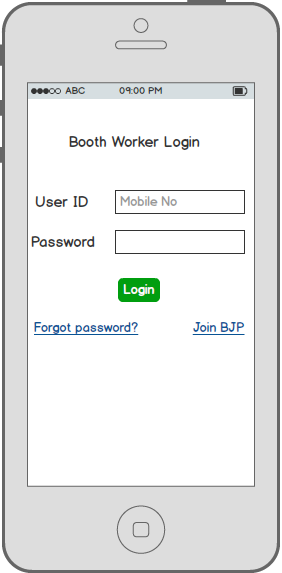 ABC 09:00 PM
Booth Worker Login
User ID Mobile No
Password
Login
Forgot password? Join BJP